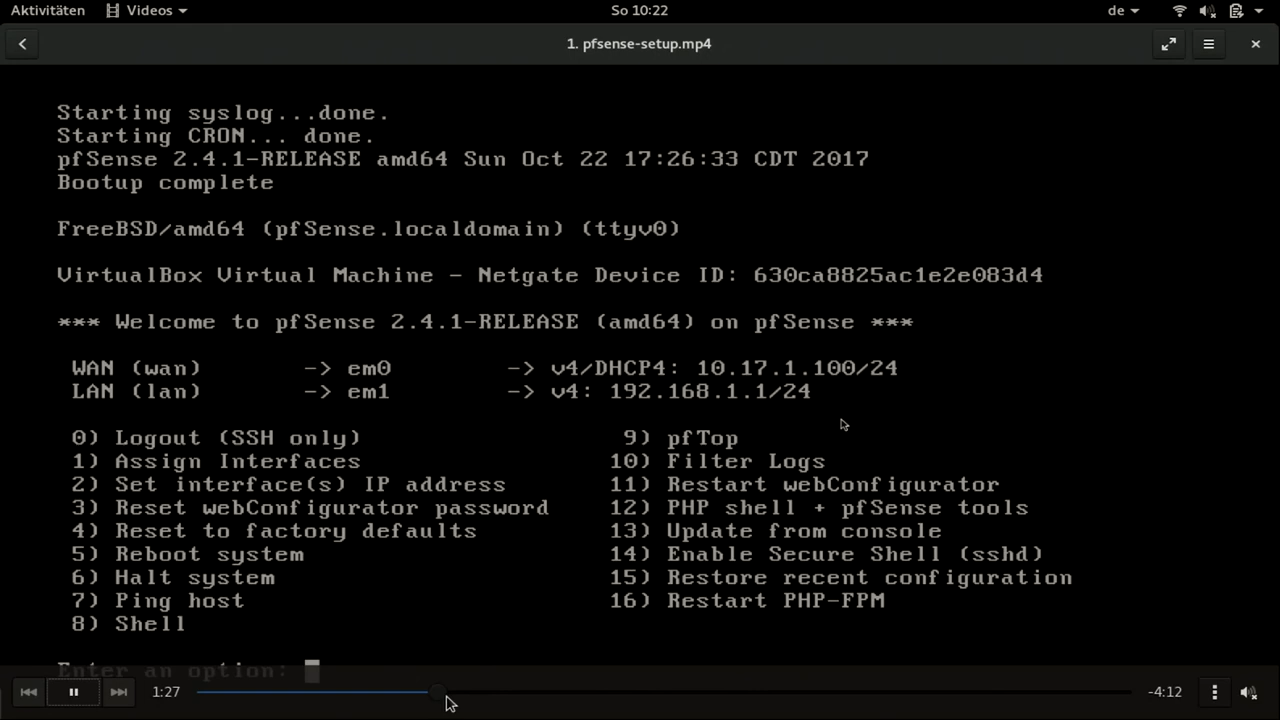 Aktivitäten Videos So 10:22 de
1. pfsense-setup.mp4
Starting syslog...done.
Starting CRON... done.
pfSense 2.4.1-RELEASE amd64 Sun Oct 22 17:26:33 CDT 2017
Bootup complete
FreeBSD/amd64 (pfSense.localdomain) (ttyv0)
VirtualBox Virtual Machine - Netgate Device ID: 630ca8825ac1e2e083d4
*** Welcome to pfSense 2.4.1-RELEASE (amd64) on pfSense ***
WAN (wan) -> em0 -> v4/DHCP4: 10.17.1.100/24
LAN (lan) -> em1 -> v4: 192.168.1.1/24
0) Logout (SSH only) 9) pfTop
1) Assign Interfaces 10) Filter Logs
2) Set interface(s) IP address 11) Restart webConfigurator
3) Reset webConfigurator password 12) PHP shell + pfSense tools
4) Reset to factory defaults 13) Update from console
5) Reboot system 14) Enable Secure Shell (sshd)
6) Halt system 15) Restore recent configuration
7) Ping host 16) Restart PHP-FPM
8) Shell
Enter an option:
1:27 -4:12